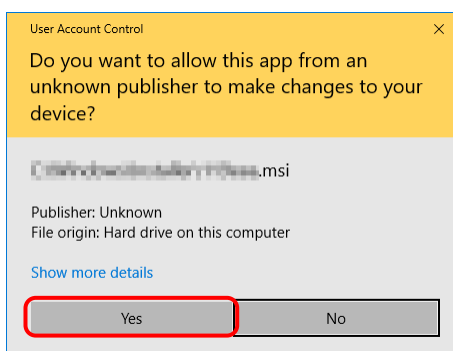 User Account Control
Do you want to allow this app from an
unknown publisher to make changes to your
device?
.msi
Publisher: Unknown
File origin: Hard drive on this computer
Show more details
Yes
No